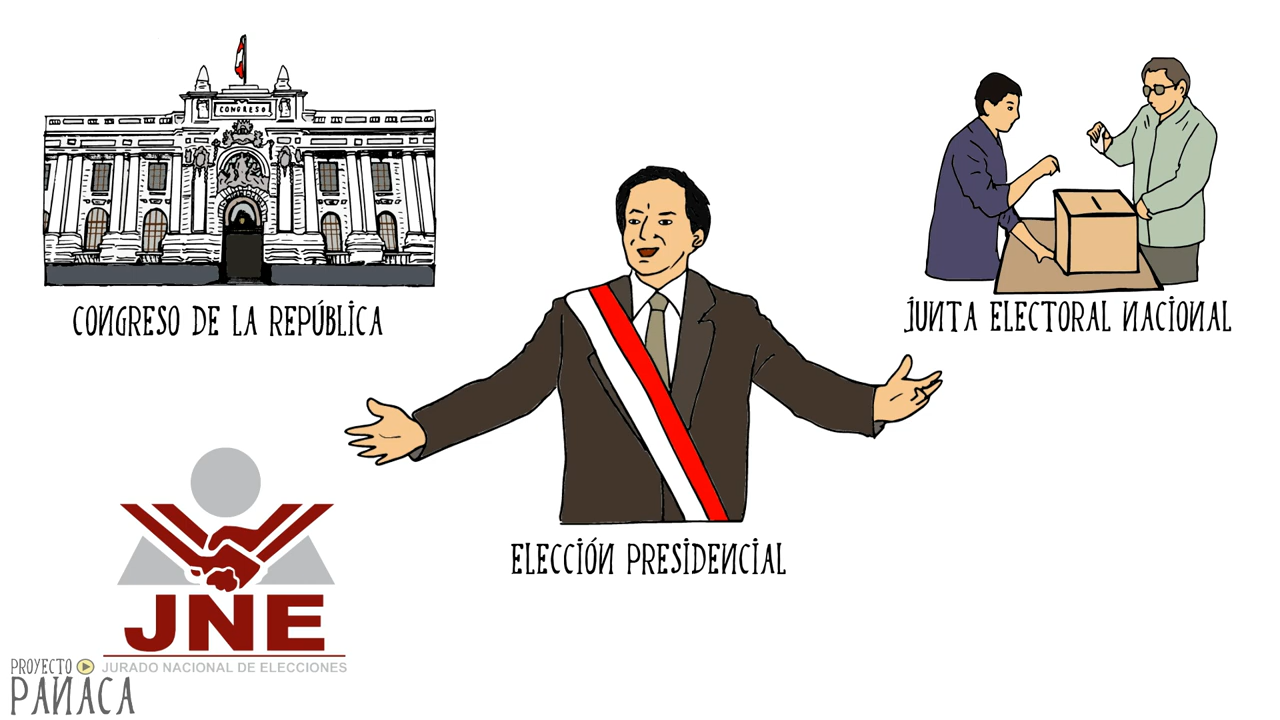 CONGRESO
CONGRESO DE LA REPÚBLICA
JUNTA ELECTORAL NACIONAL
ELECCIÓN PRESIDENCIAL
JNE
JURADO NACIONAL DE ELECCIONES
PROYECTO
PANACA